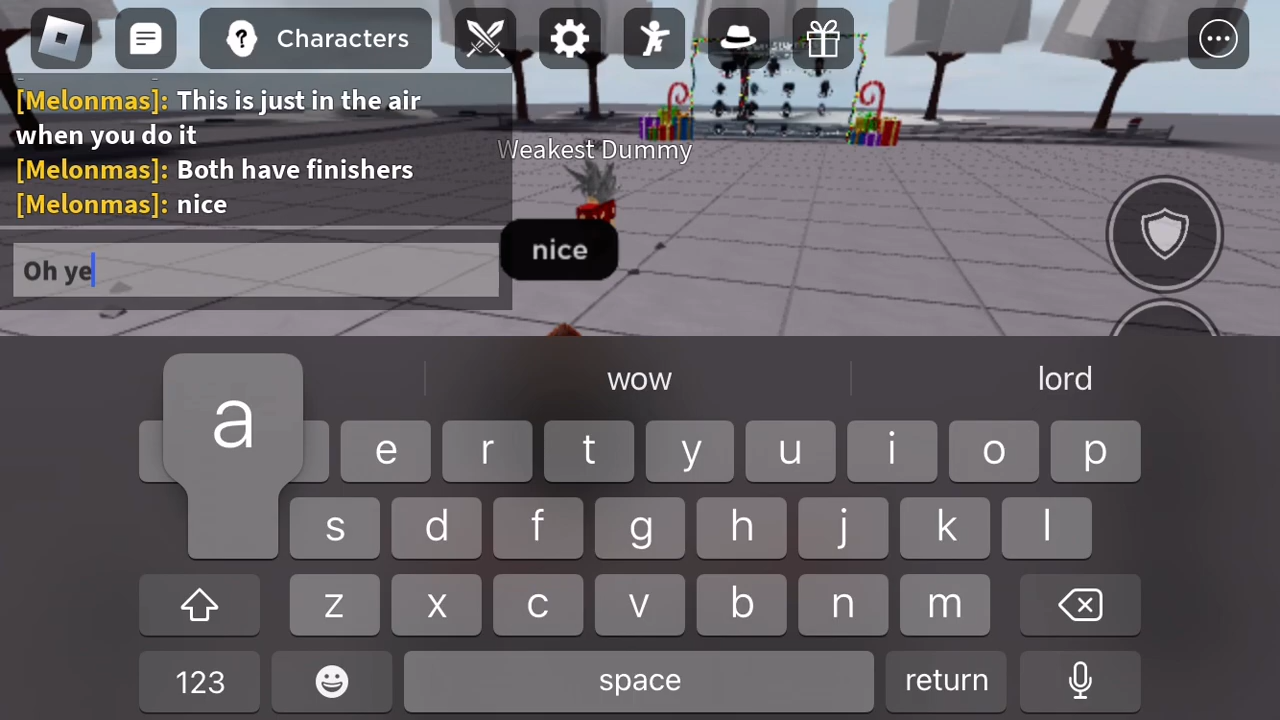 Characters
[Melonmas]: This is just in the air
when you do it
[Melonmas]: Both have finishers
[Melonmas]: nice
Weakest Dummy
nice
Oh ye
wow
lord
a
e r t y u i o p
s d f g h j k l
z x c v b n m
123
space
return